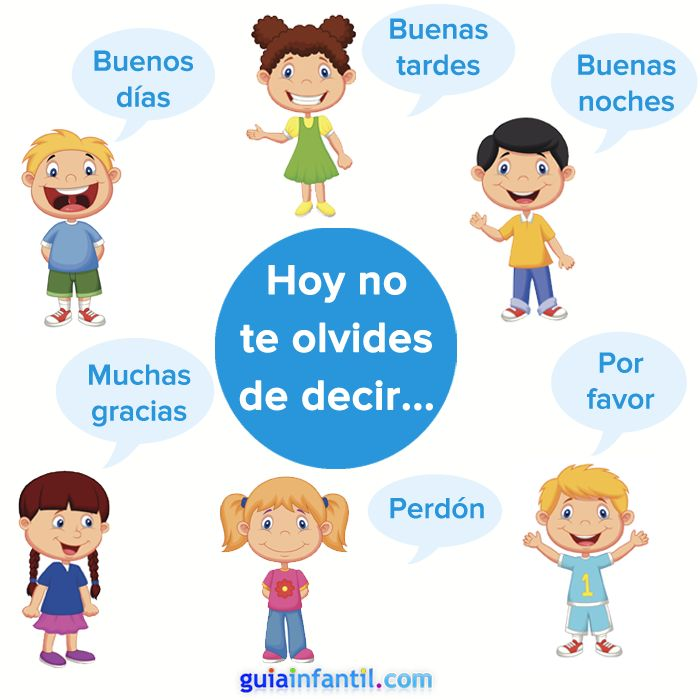 Buenos
días
Buenas
tardes
Buenas
noches
Hoy no
te olvides
de decir...
Muchas
gracias
Por
favor
Perdón
1
guiainfantil.com